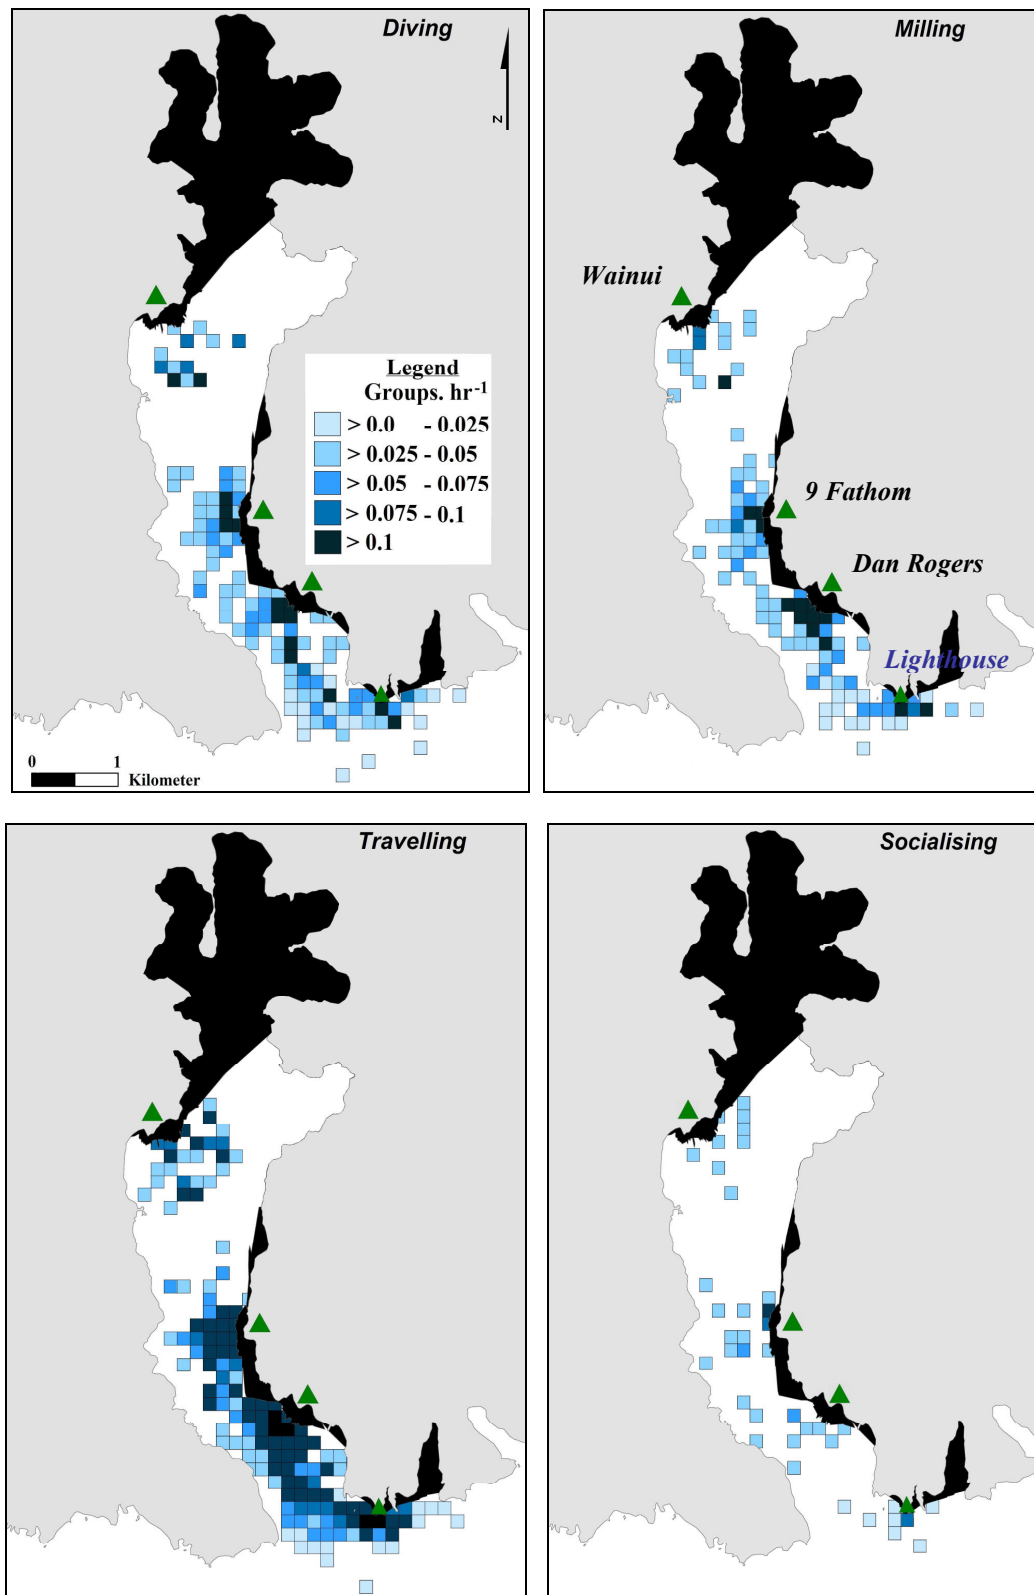 Diving
Z
Legend
Groups. hr-1
> 0.0 - 0.025
> 0.025 - 0.05
> 0.05 - 0.075
> 0.075 - 0.1
> 0.1
0 1
Kilometer
Milling
Wainui
9 Fathom
Dan Rogers
Lighthouse
Travelling
Socialising